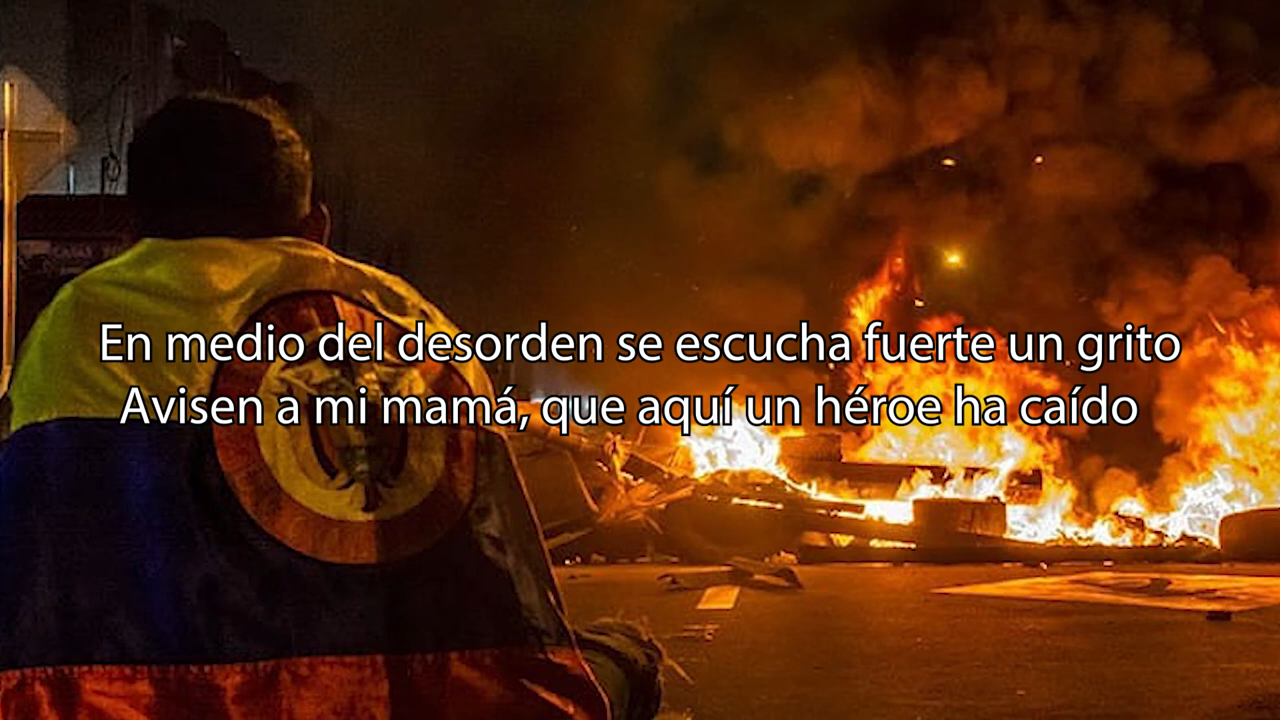 En medio del desorden se escucha fuerte un grito
Avisen a mi mamá, que aquí un héroe ha caído